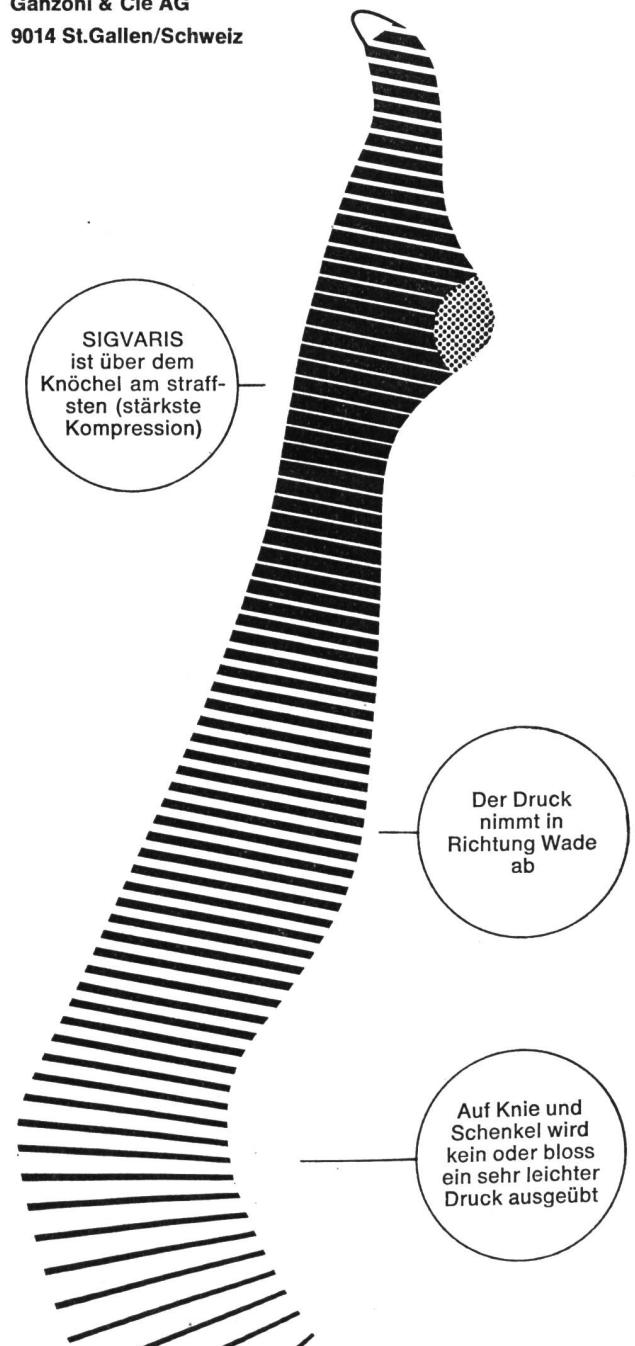 Ganzoni & Cie AG
9014 St.Gallen/Schweiz
SIGVARIS
ist über dem
Knöchel am straff-
sten (stärkste
Kompression)
Der Druck
nimmt in
Richtung Wade
ab
Auf Knie und
Schenkel wird
kein oder bloss
ein sehr leichter
Druck ausgeübt